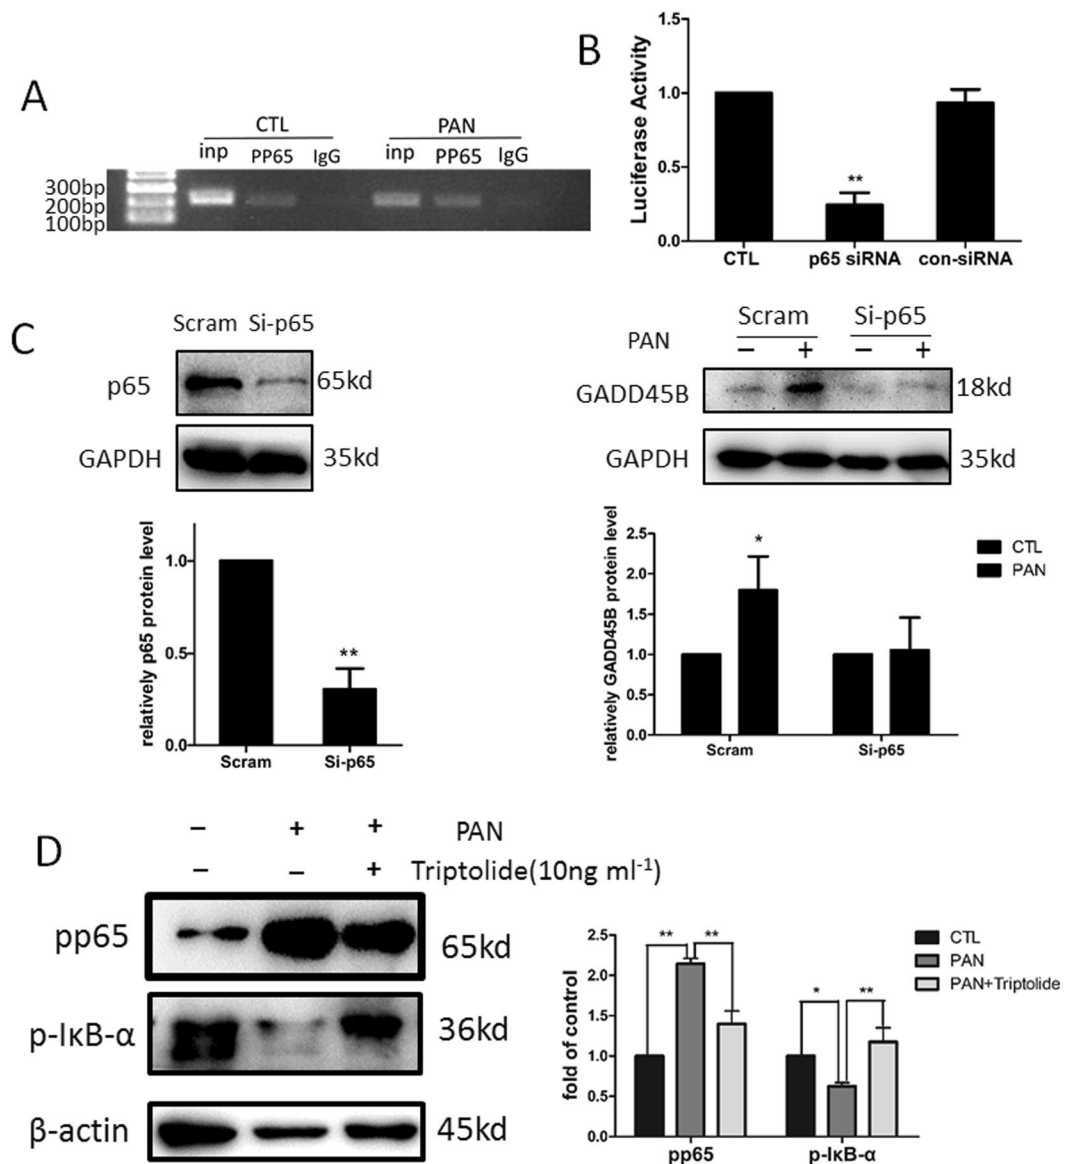 A
CTL PAN
inp PP65 IgG inp PP65 IgG
300bp
200bp
100bp
B
Luciferase Activity
1.5
1.0
0.5
0.0
**
CTL p65 siRNA con-siRNA
C
Scram Si-p65
p65 65kd
GAPDH 35kd
relatively p65 protein level
1.0
0.5
0.0
**
Scram Si-p65
Scram Si-p65
PAN − + − +
GADD45B 18kd
GAPDH 35kd
relatively GADD45B protein level
2.5
2.0
1.5
1.0
0.5
0.0
*
Scram Si-p65
CTL
PAN
D
− + + PAN
− − + Triptolide(10ng ml⁻¹)
pp65 65kd
p-IκB-α 36kd
β-actin 45kd
fold of control
2.5
2.0
1.5
1.0
0.5
0.0
** **
* **
pp65 p-IκB-α
CTL
PAN
PAN+Triptolide